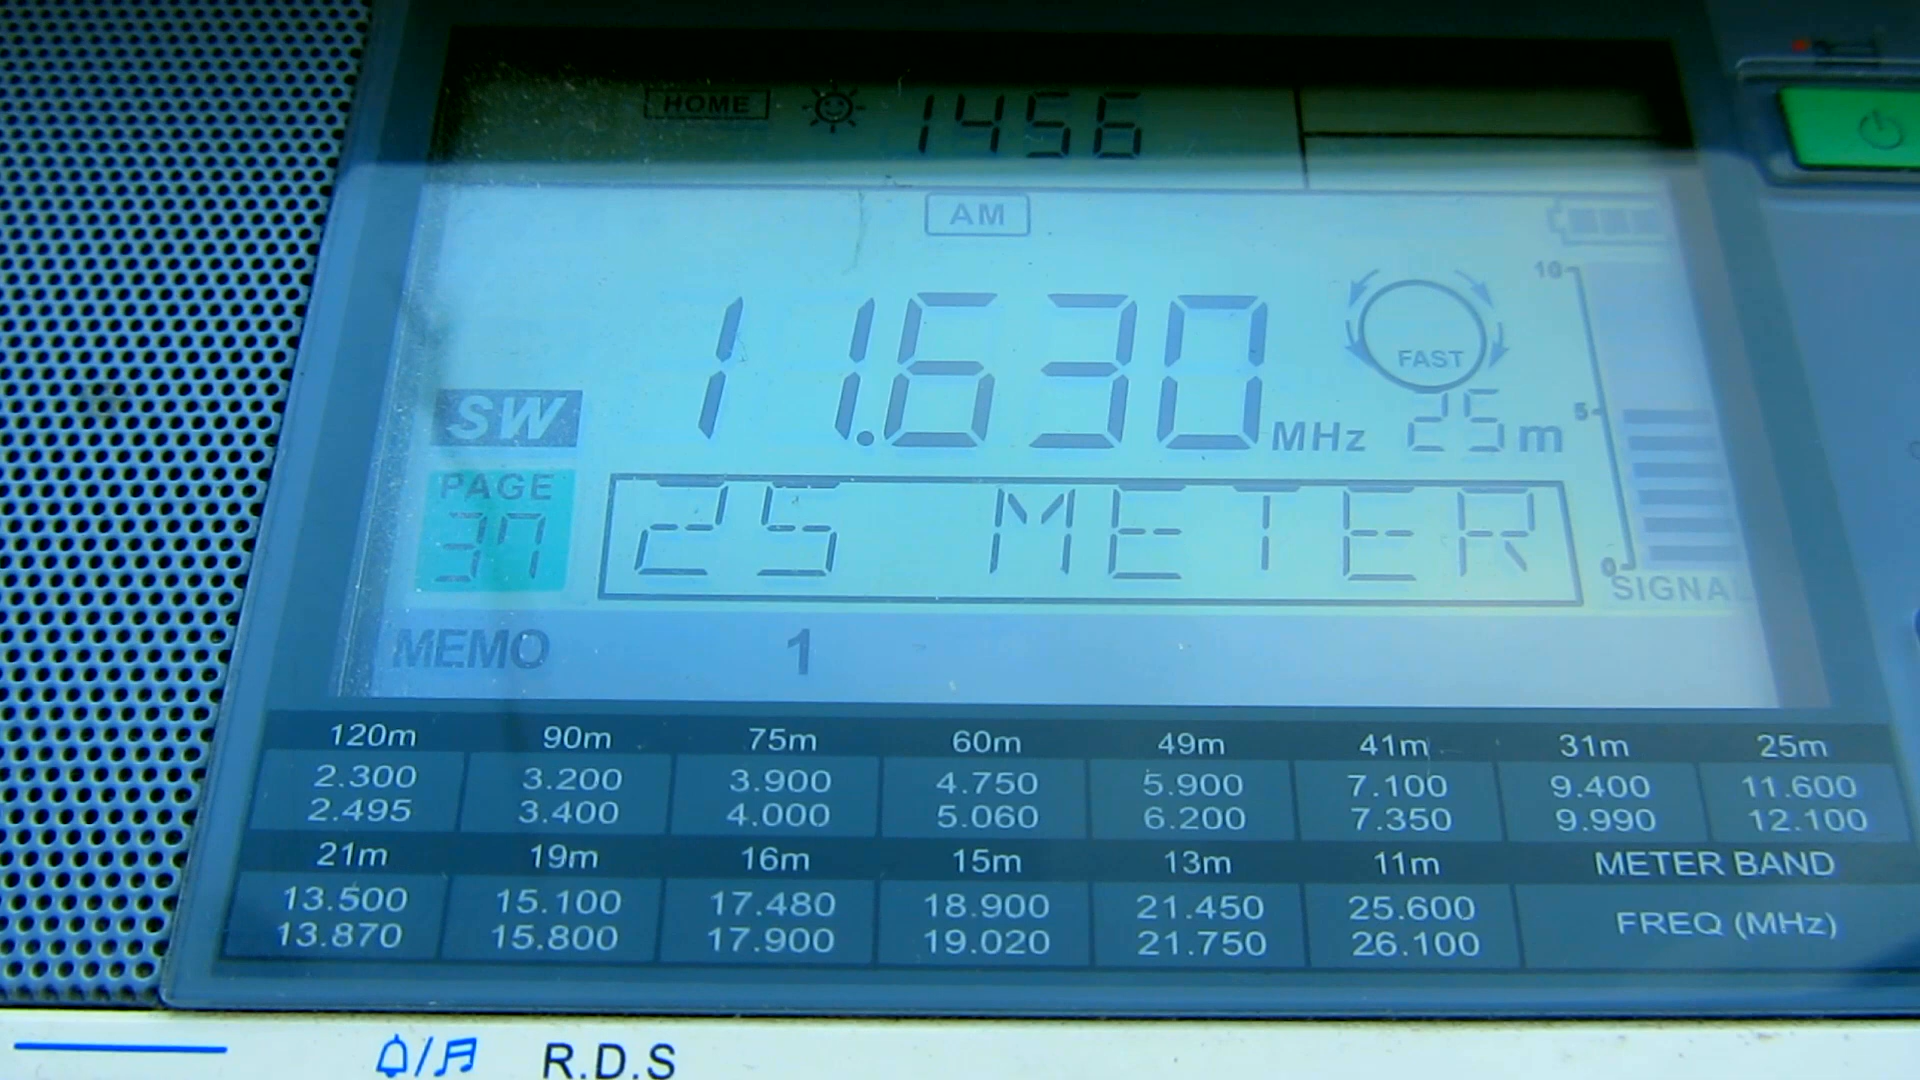 HOME 1456
AM
10
11.630 MHz
FAST
25m
5
SW
PAGE
37
25 METER
0
SIGNAL
MEMO 1
120m 90m 75m 60m 49m 41m 31m 25m
2.300 3.200 3.900 4.750 5.900 7.100 9.400 11.600
2.495 3.400 4.000 5.060 6.200 7.350 9.990 12.100
21m 19m 16m 15m 13m 11m METER BAND
13.500 15.100 17.480 18.900 21.450 25.600 FREQ (MHz)
13.870 15.800 17.900 19.020 21.750 26.100
R.D.S